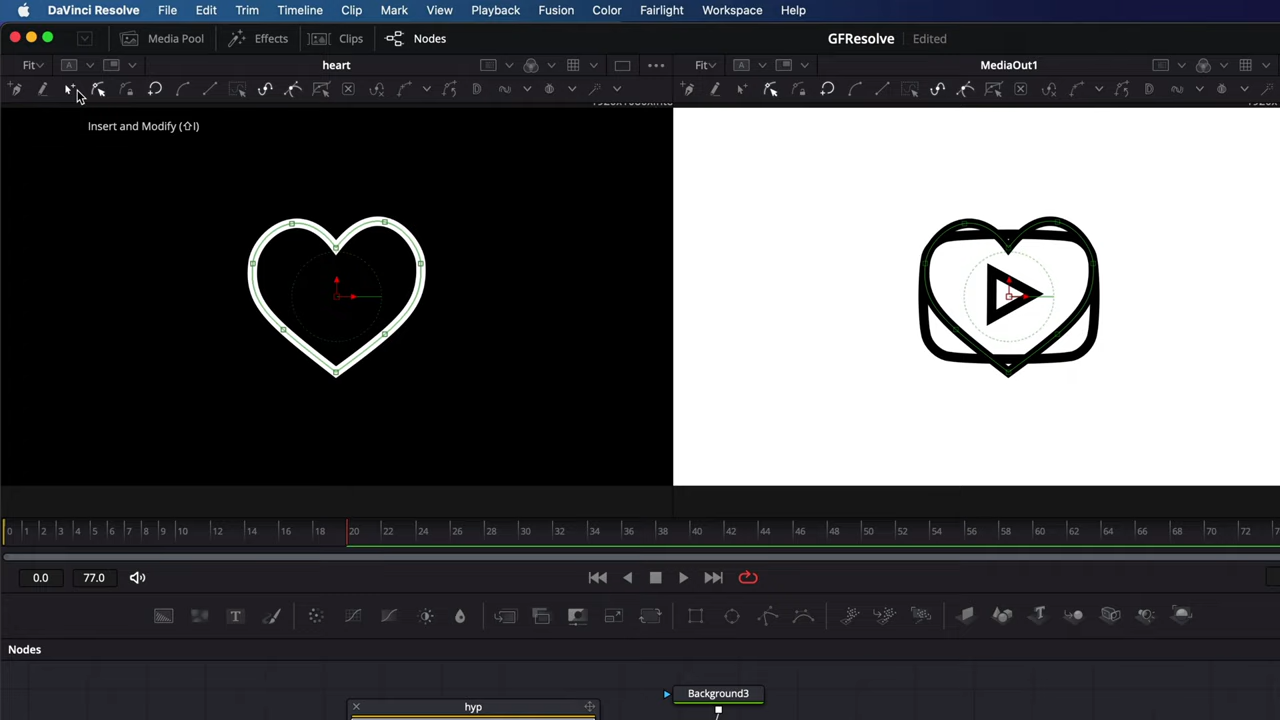 DaVinci Resolve File Edit Trim Timeline Clip Mark View Playback Fusion Color Fairlight Workspace Help
Media Pool Effects Clips Nodes GFResolve Edited
Fit A heart Fit A MediaOut1
Insert and Modify (⇧I)
0 1 2 3 4 5 6 7 8 9 10 12 14 16 18 20 22 24 26 28 30 32 34 36 38 40 42 44 46 48 50 52 54 56 58 60 62 64 66 68 70 72
0.0 77.0
Nodes
Background3
hyp